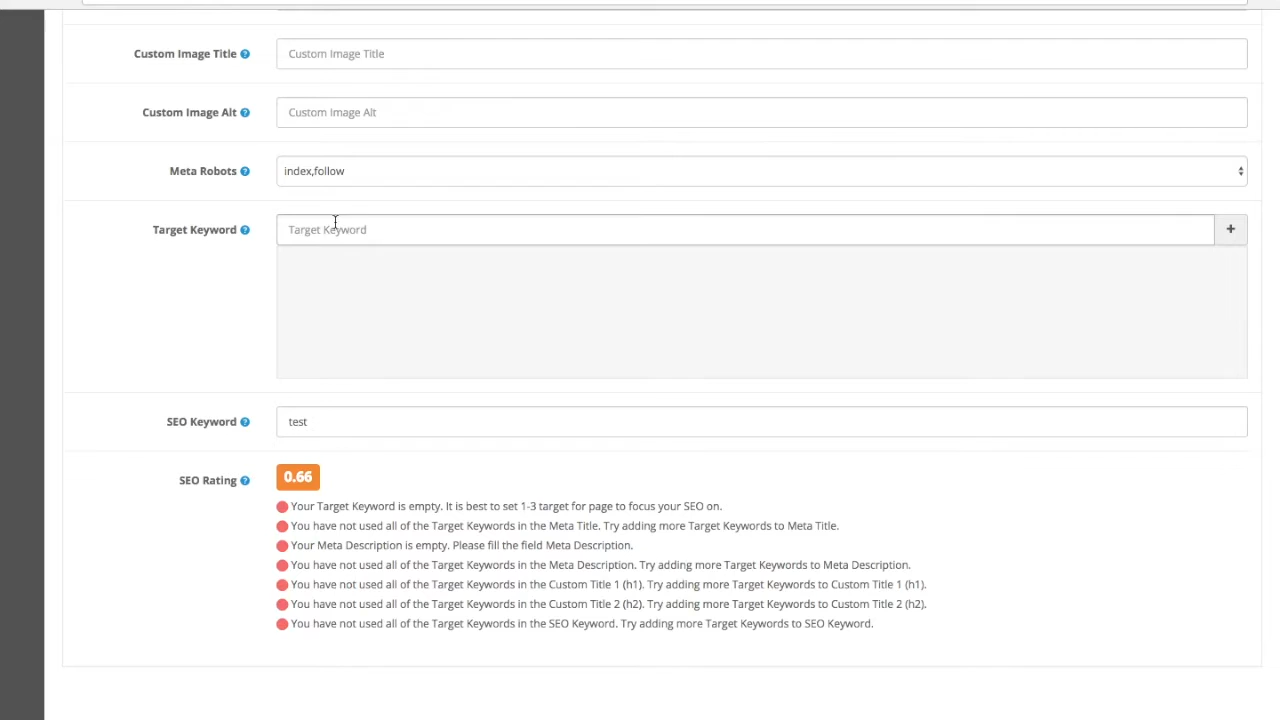 Custom Image Title ?
Custom Image Title
Custom Image Alt ?
Custom Image Alt
Meta Robots ?
index,follow
Target Keyword ?
Target Keyword
+
SEO Keyword ?
test
SEO Rating ?
0.66
Your Target Keyword is empty. It is best to set 1-3 target for page to focus your SEO on.
You have not used all of the Target Keywords in the Meta Title. Try adding more Target Keywords to Meta Title.
Your Meta Description is empty. Please fill the field Meta Description.
You have not used all of the Target Keywords in the Meta Description. Try adding more Target Keywords to Meta Description.
You have not used all of the Target Keywords in the Custom Title 1 (h1). Try adding more Target Keywords to Custom Title 1 (h1).
You have not used all of the Target Keywords in the Custom Title 2 (h2). Try adding more Target Keywords to Custom Title 2 (h2).
You have not used all of the Target Keywords in the SEO Keyword. Try adding more Target Keywords to SEO Keyword.